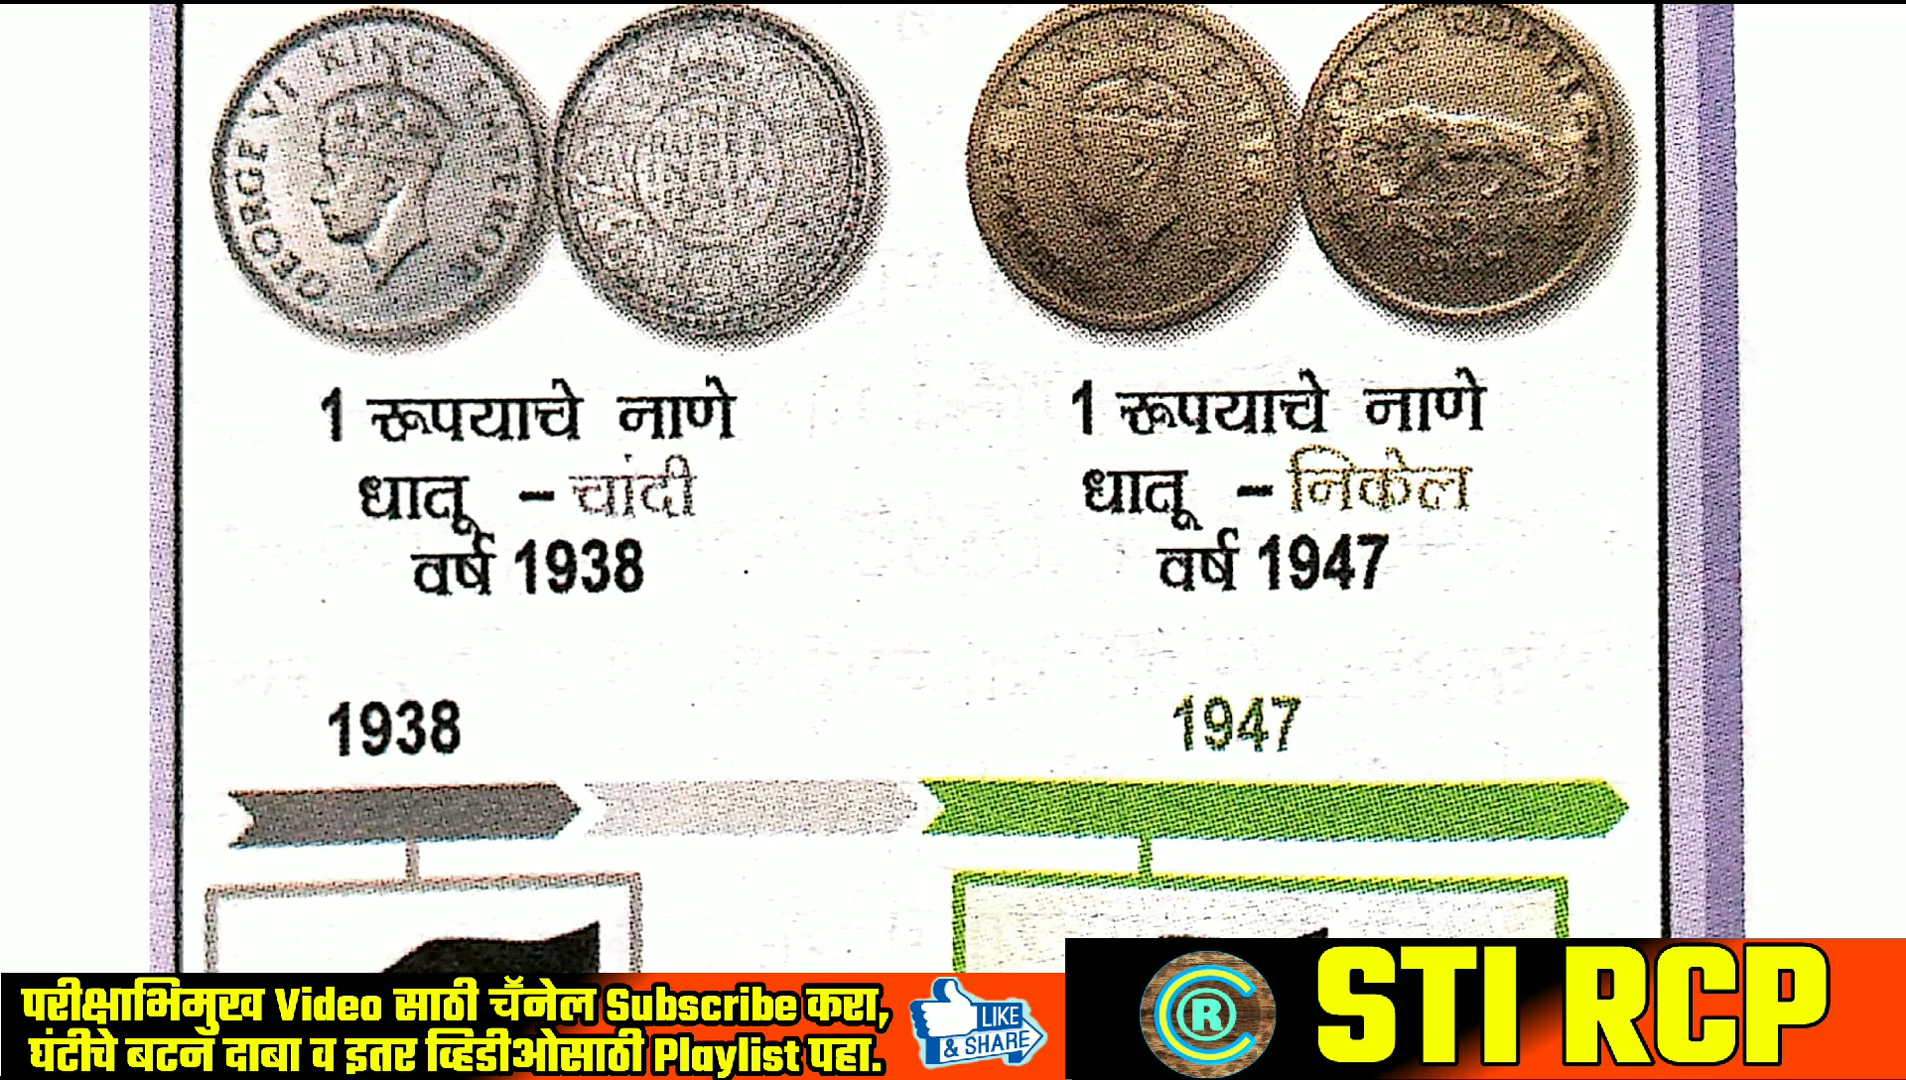 GEORGE VI KING EMPEROR
1 रूपयाचे नाणे
धातू – चांदी
वर्ष 1938
1 रूपयाचे नाणे
धातू – निकेल
वर्ष 1947
1938
1947
परीक्षाभिमुख Video साठी चॅनेल Subscribe करा,
घंटीचे बटन दाबा व इतर व्हिडीओसाठी Playlist पहा.
LIKE
& SHARE
R
STI RCP